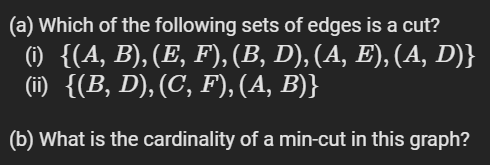 (a) Which of the following sets of edges is a cut?
(i) {(A, B), (E, F), (B, D), (A, E), (A, D)}
(ii) {(B, D), (C, F), (A, B)}
(b) What is the cardinality of a min-cut in this graph?